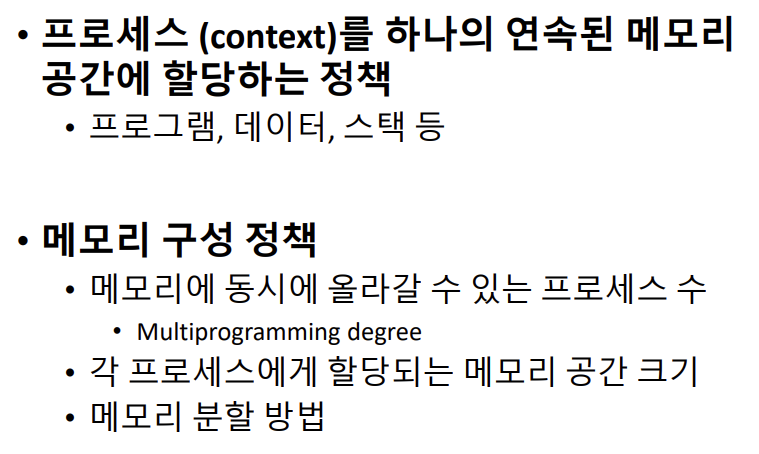 • 프로세스 (context)를 하나의 연속된 메모리
공간에 할당하는 정책
• 프로그램, 데이터, 스택 등
• 메모리 구성 정책
• 메모리에 동시에 올라갈 수 있는 프로세스 수
• Multiprogramming degree
• 각 프로세스에게 할당되는 메모리 공간 크기
• 메모리 분할 방법